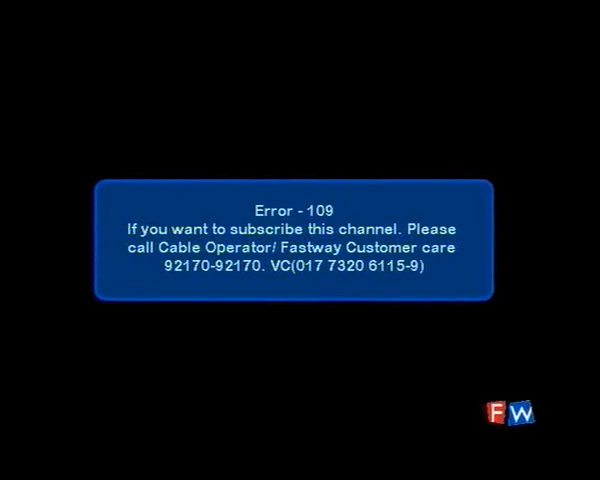 Error - 109
If you want to subscribe this channel. Please
call Cable Operator/ Fastway Customer care
92170-92170. VC(017 7320 6115-9)
FW